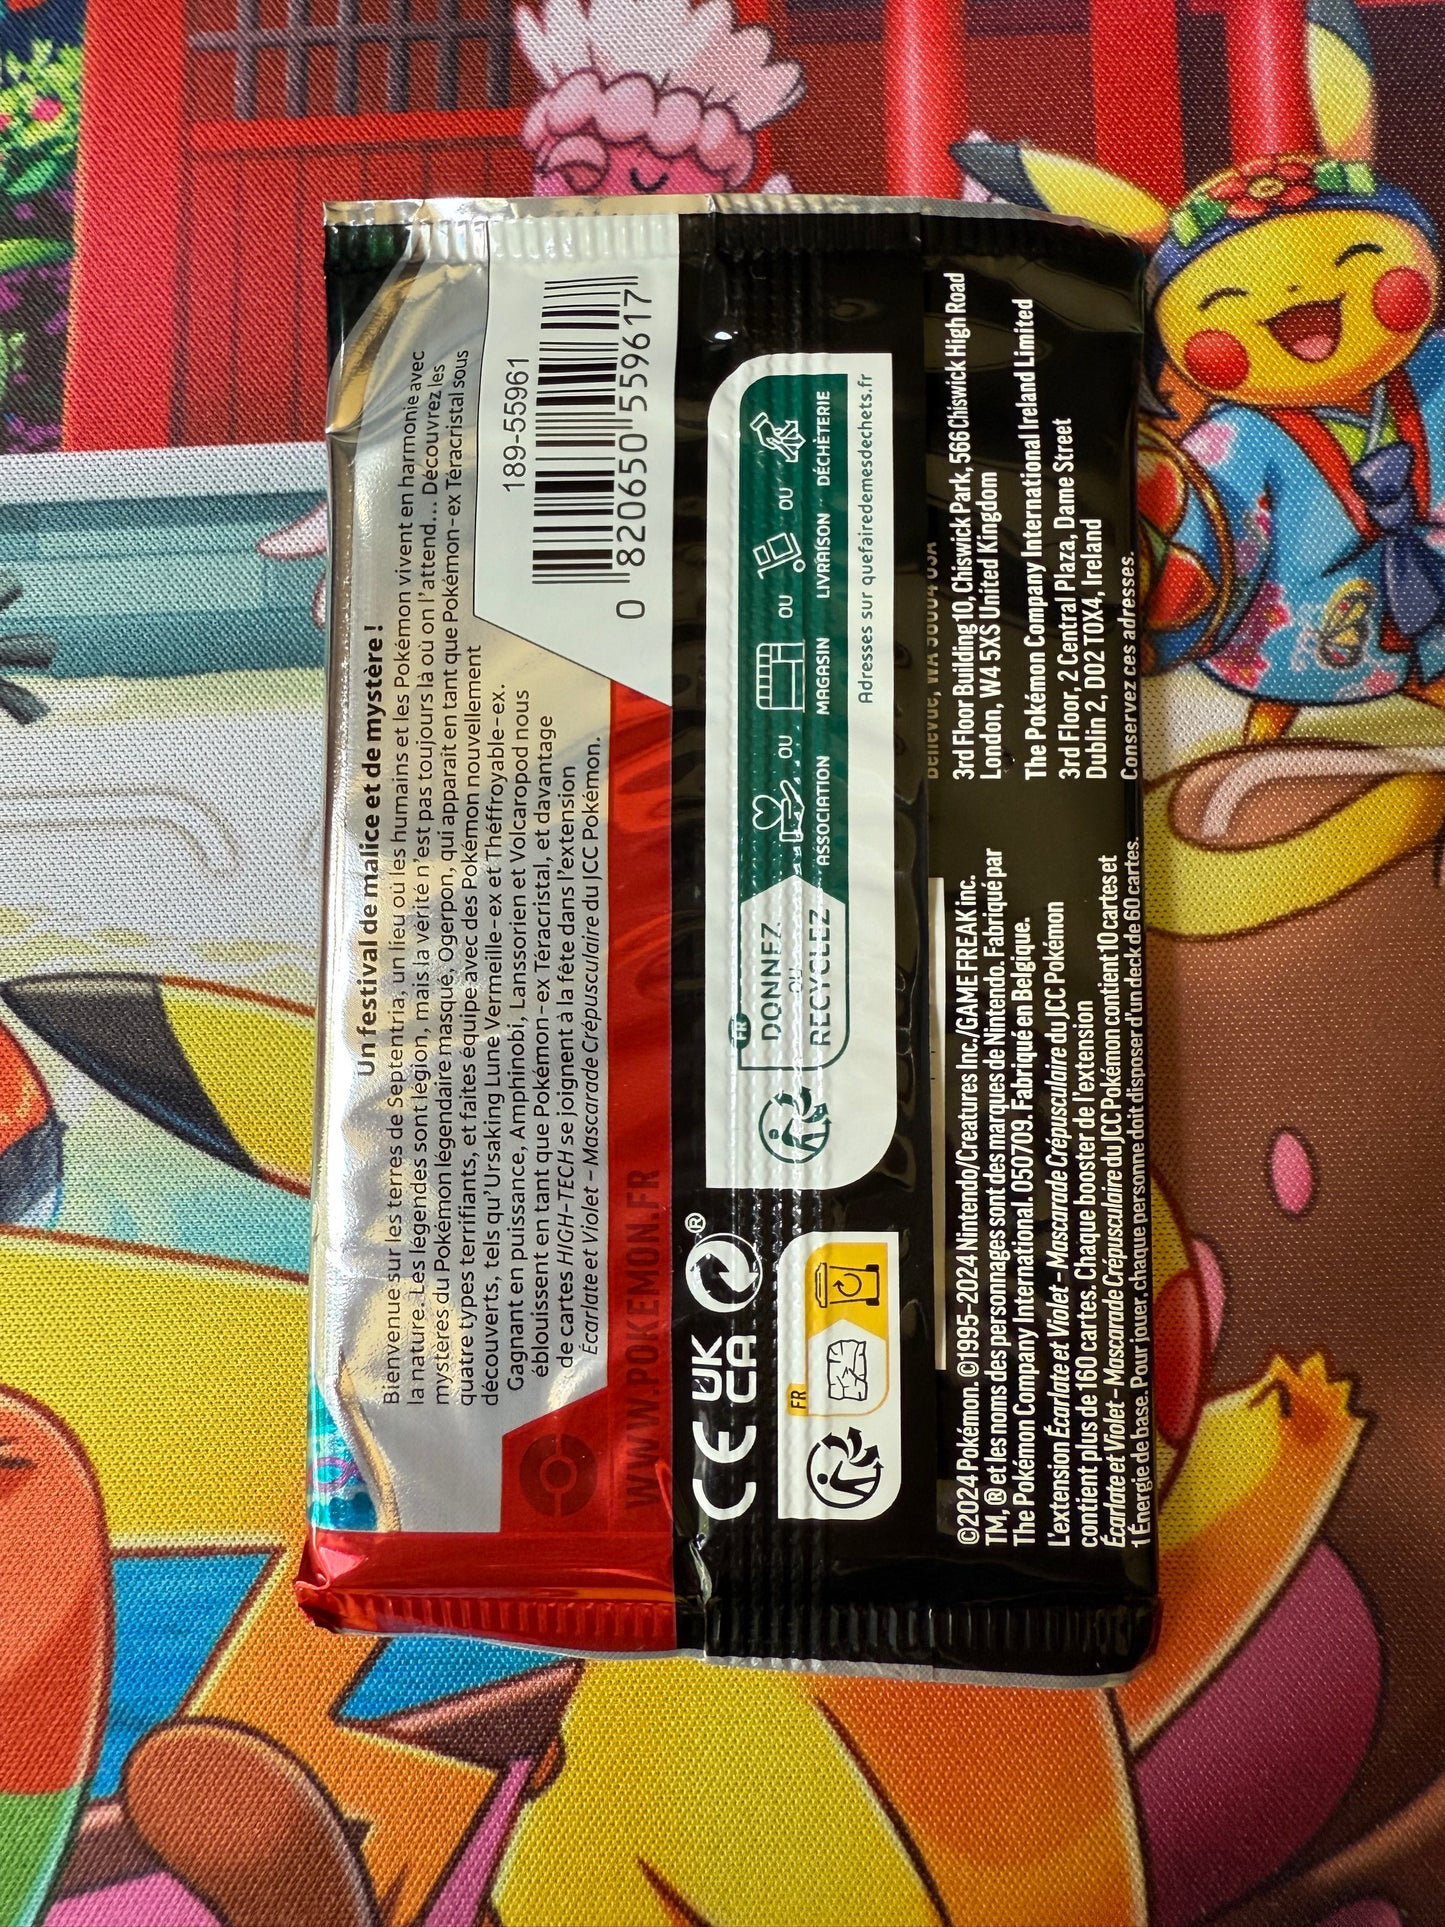 Un festival de malice et de mystère !
Bienvenue sur les terres de Septentria, un lieu où les humains et les Pokémon vivent en harmonie avec
la nature. Les légendes sont légion, mais la vérité n'est pas toujours là où on l'attend... Découvrez les
mystères du Pokémon légendaire masqué, Ogerpon, qui apparaît en tant que Pokémon-ex Téracristal sous
quatre types terrifiants, et faites équipe avec des Pokémon nouvellement
découverts, tels qu'Ursaking Lune Vermeille-ex et Théffroyable-ex.
Gagnant en puissance, Amphinobi, Lanssorien et Volcaropod nous
éblouissent en tant que Pokémon-ex Téracristal, et davantage
de cartes HIGH-TECH se joignent à la fête dans l'extension
Écarlate et Violet – Mascarade Crépusculaire du JCC Pokémon.
WWW.POKEMON.FR
189-55961
0 820650 559617
CE UK
CA
®
FR
FR
DONNEZ
OU
RECYCLEZ
ASSOCIATION
OU
MAGASIN
OU
LIVRAISON
OU
DÉCHÈTERIE
Adresses sur quefairedemesdechets.fr
©2024 Pokémon. ©1995–2024 Nintendo/Creatures Inc./GAME FREAK inc.
TM, ® et les noms des personnages sont des marques de Nintendo. Fabriqué par
The Pokémon Company International. 050709. Fabriqué en Belgique.
L'extension Écarlate et Violet – Mascarade Crépusculaire du JCC Pokémon
contient plus de 160 cartes. Chaque booster de l'extension
Écarlate et Violet – Mascarade Crépusculaire du JCC Pokémon contient 10 cartes et
1 Énergie de base. Pour jouer, chaque personne doit disposer d'un deck de 60 cartes.
Bellevue, WA 98004 USA
3rd Floor Building 10, Chiswick Park, 566 Chiswick High Road
London, W4 5XS United Kingdom
The Pokémon Company International Ireland Limited
3rd Floor, 2 Central Plaza, Dame Street
Dublin 2, D02 T0X4, Ireland
Conservez ces adresses.